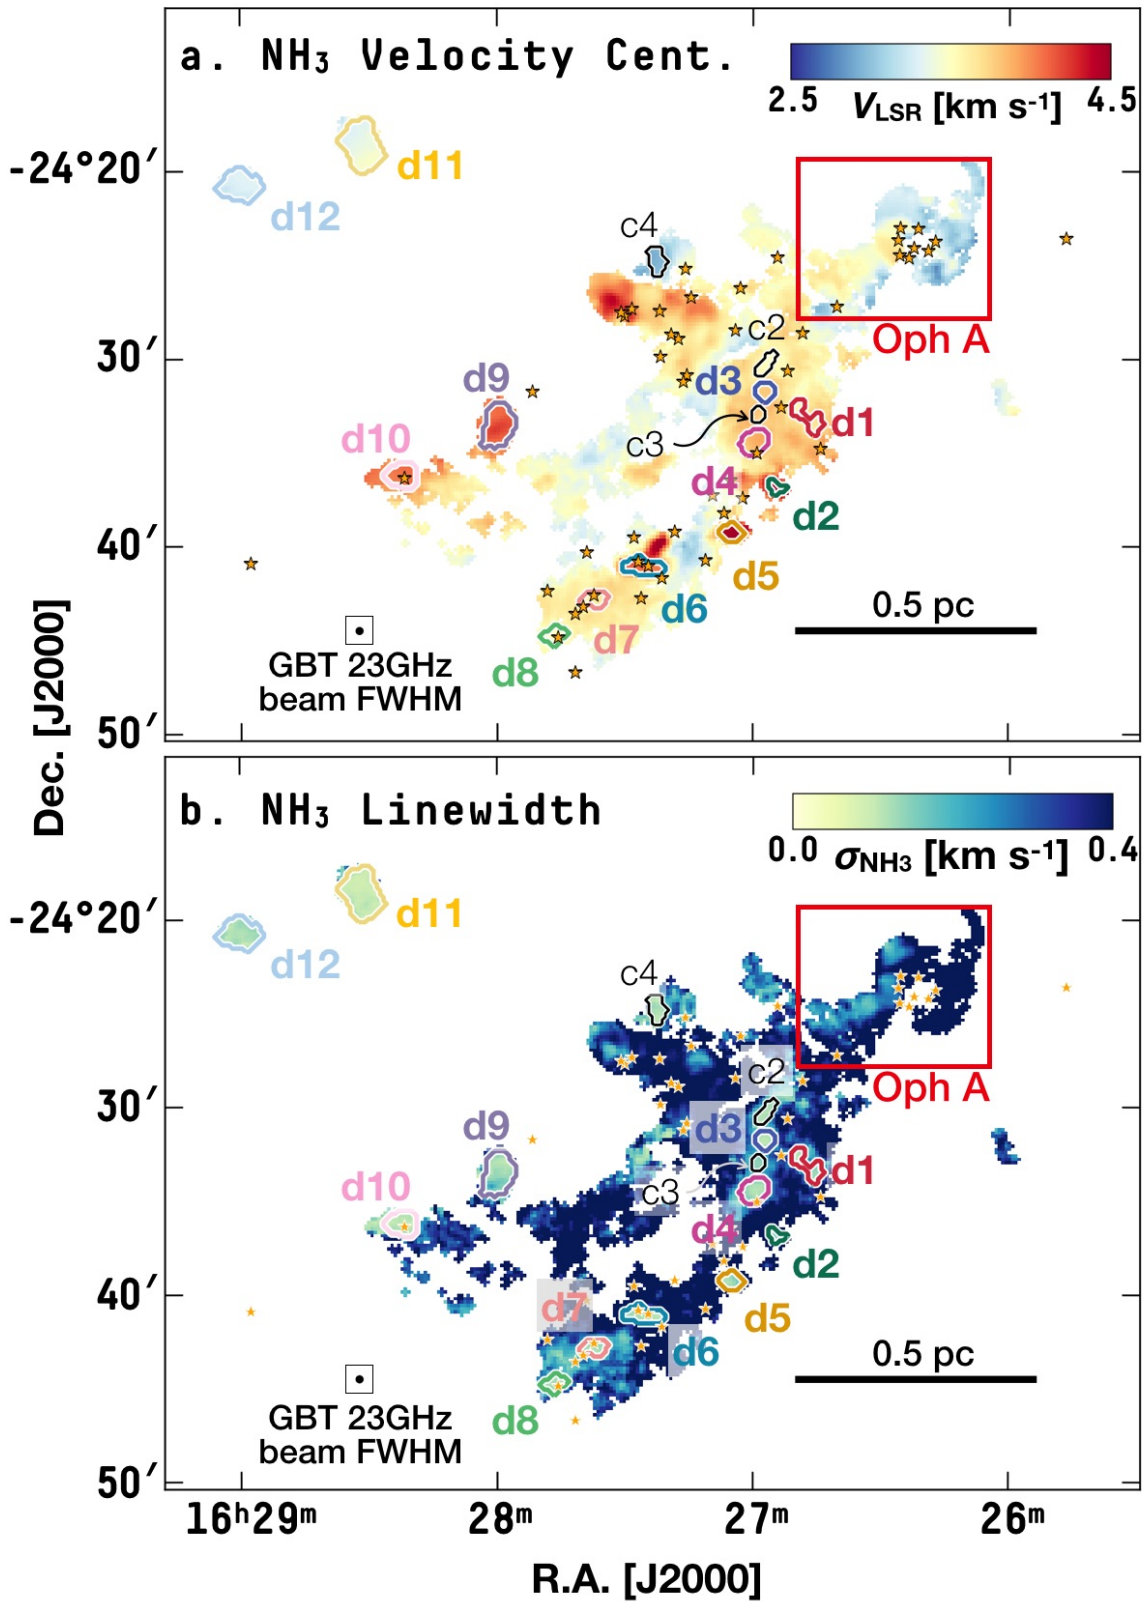 a. NH₃ Velocity Cent.
2.5 V_LSR [km s⁻¹] 4.5
-24°20′
d11
d12
c4
Oph A
30′
c2
d3
d9
d1
c3
d10
d4
d2
40′
d5
d6
0.5 pc
d7
d8
GBT 23GHz
beam FWHM
50′
Dec. [J2000]
b. NH₃ Linewidth
0.0 σ_NH₃ [km s⁻¹] 0.4
-24°20′
d11
d12
c4
c2
Oph A
30′
d3
d9
d1
c3
d10
d4
d2
40′
d7
d5
d6
0.5 pc
d8
GBT 23GHz
beam FWHM
50′
16ʰ29ᵐ 28ᵐ 27ᵐ 26ᵐ
R.A. [J2000]